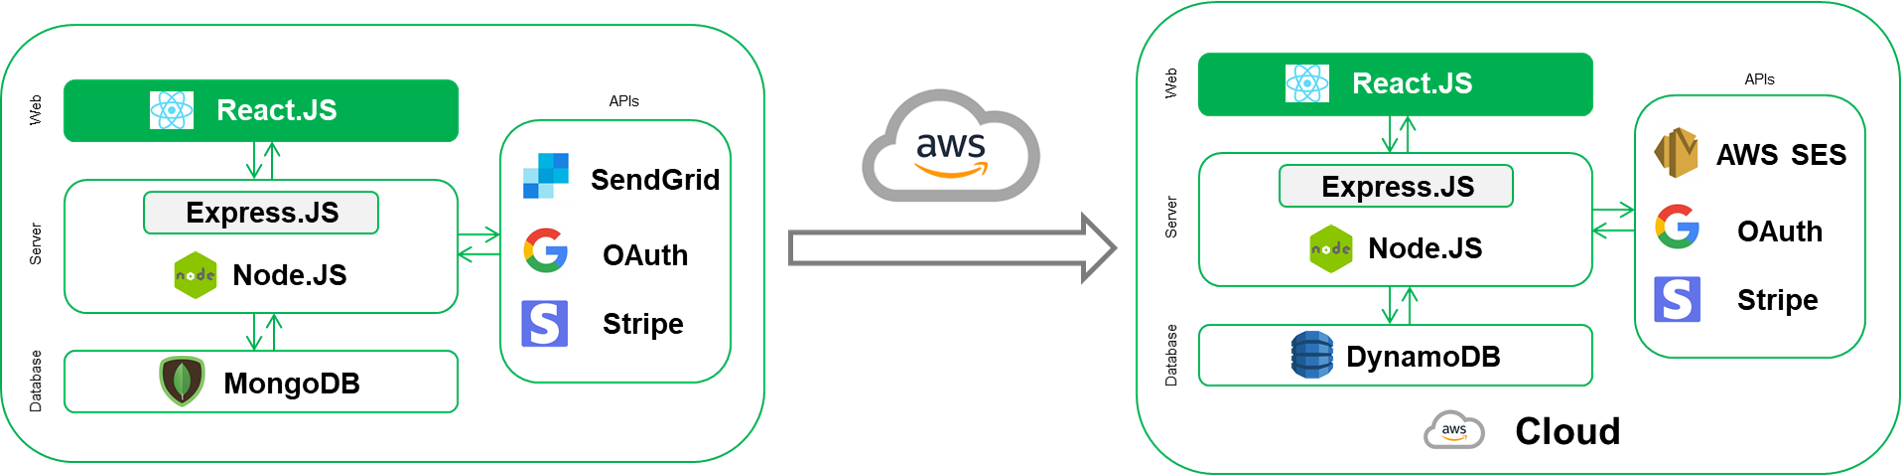 Web
React.JS
Server
Express.JS
node
Node.JS
Database
MongoDB
APIs
SendGrid
OAuth
Stripe
aws
Web
React.JS
Server
Express.JS
node
Node.JS
Database
DynamoDB
APIs
AWS SES
OAuth
Stripe
aws
Cloud